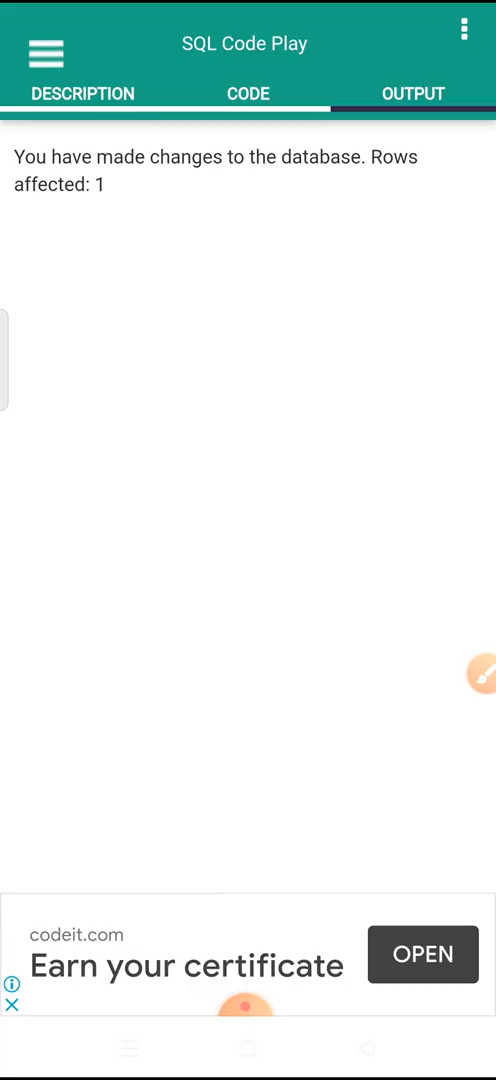 SQL Code Play
DESCRIPTION CODE OUTPUT
You have made changes to the database. Rows
affected: 1
codeit.com
Earn your certificate
OPEN